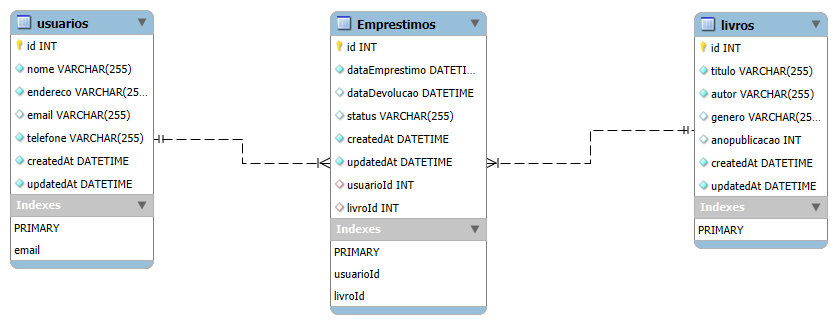 usuarios
id INT
nome VARCHAR(255)
endereco VARCHAR(25...
email VARCHAR(255)
telefone VARCHAR(255)
createdAt DATETIME
updatedAt DATETIME
Indexes
PRIMARY
email
Emprestimos
id INT
dataEmprestimo DATETI...
dataDevolucao DATETIME
status VARCHAR(255)
createdAt DATETIME
updatedAt DATETIME
usuarioId INT
livroId INT
Indexes
PRIMARY
usuarioId
livroId
livros
id INT
titulo VARCHAR(255)
autor VARCHAR(255)
genero VARCHAR(25...
anopublicacao INT
createdAt DATETIME
updatedAt DATETIME
Indexes
PRIMARY